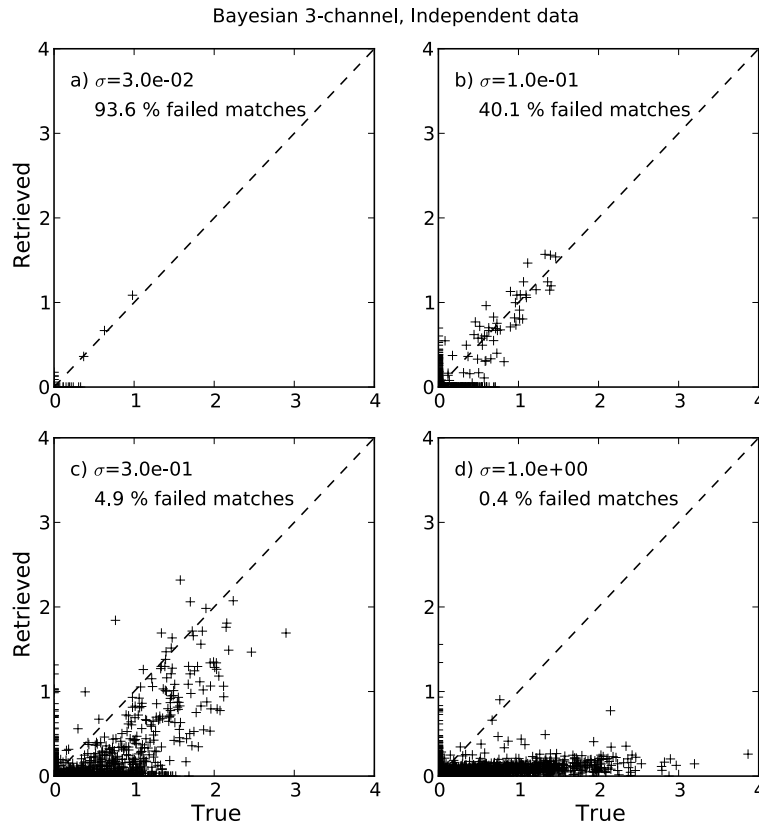 Bayesian 3-channel, Independent data
a) σ=3.0e-02
93.6 % failed matches
b) σ=1.0e-01
40.1 % failed matches
Retrieved
4
3
2
1
0
0 1 2 3 4
4
3
2
1
0
0 1 2 3 4
c) σ=3.0e-01
4.9 % failed matches
d) σ=1.0e+00
0.4 % failed matches
Retrieved
4
3
2
1
0
0 1 2 3 4
True
4
3
2
1
0
0 1 2 3 4
True